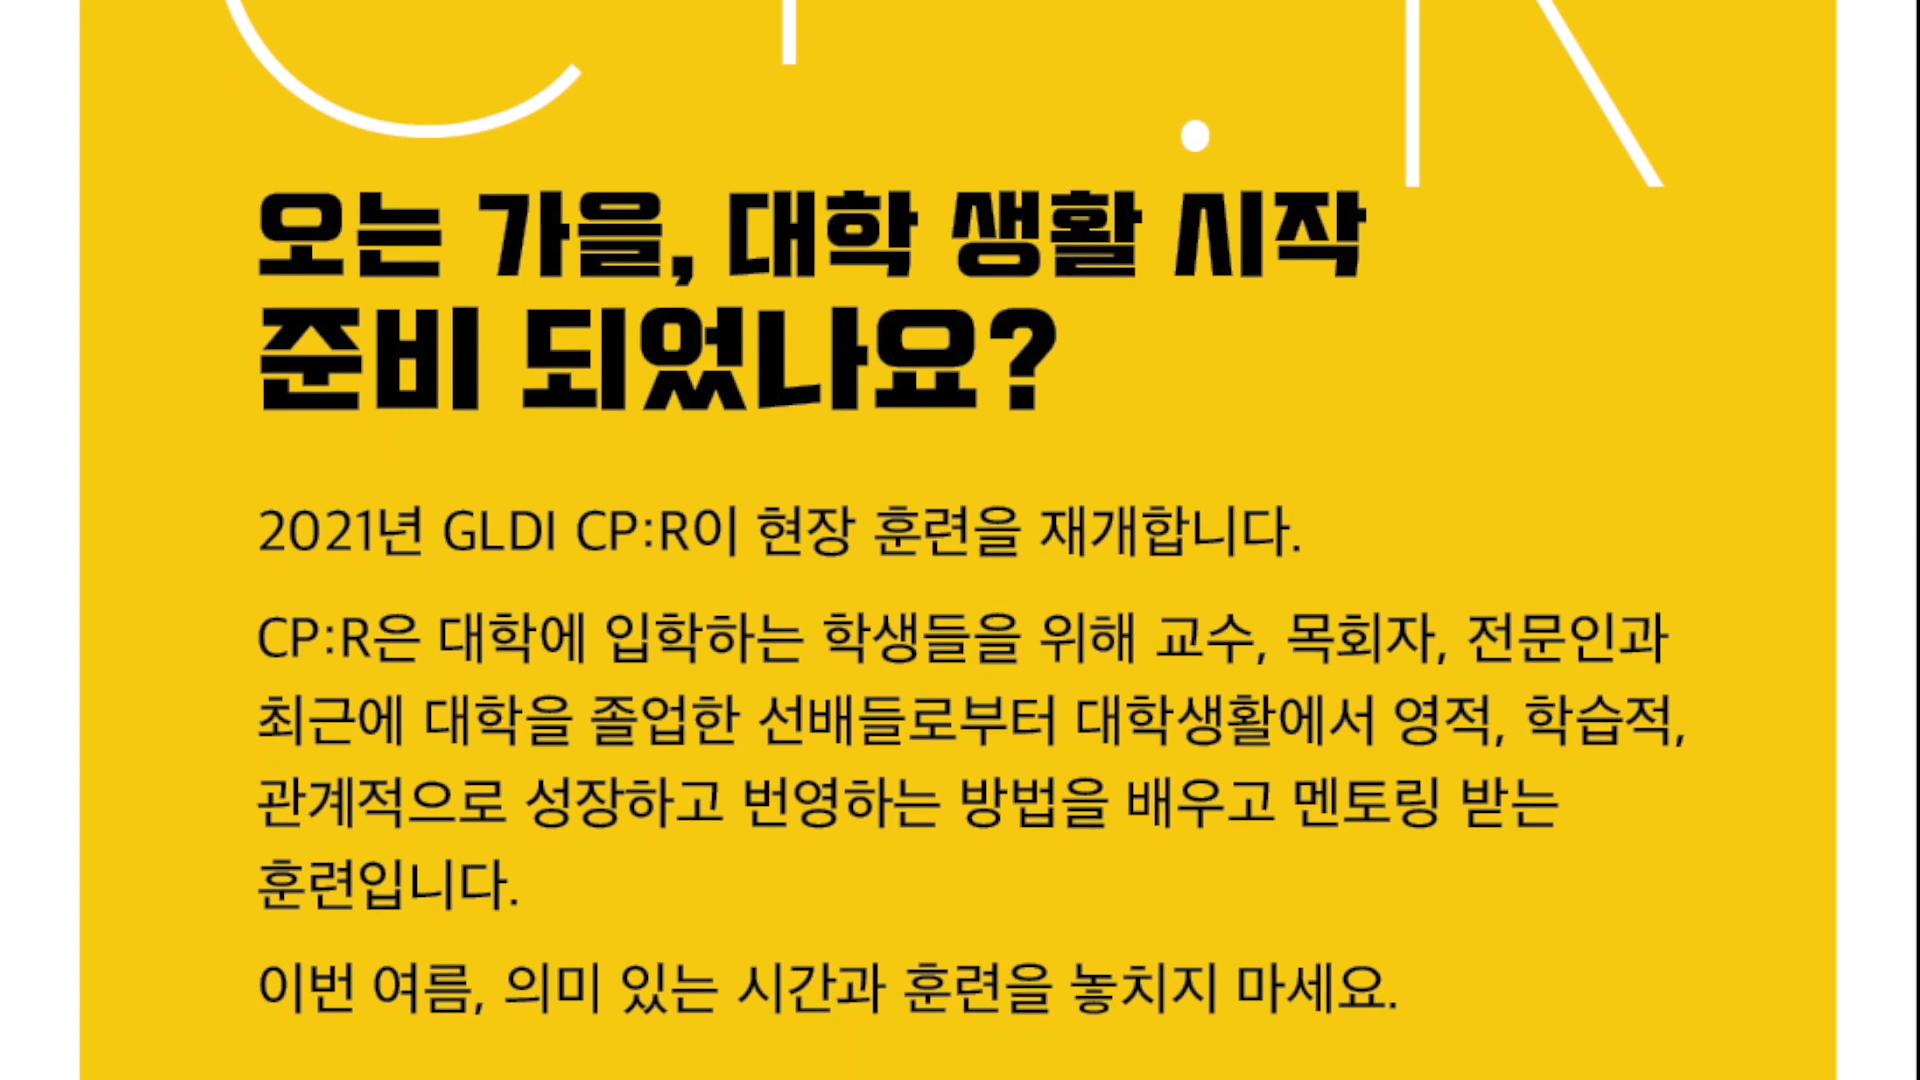 CP:R
오는 가을, 대학 생활 시작
준비 되었나요?
2021년 GLDI CP:R이 현장 훈련을 재개합니다.
CP:R은 대학에 입학하는 학생들을 위해 교수, 목회자, 전문인과
최근에 대학을 졸업한 선배들로부터 대학생활에서 영적, 학습적,
관계적으로 성장하고 번영하는 방법을 배우고 멘토링 받는
훈련입니다.
이번 여름, 의미 있는 시간과 훈련을 놓치지 마세요.